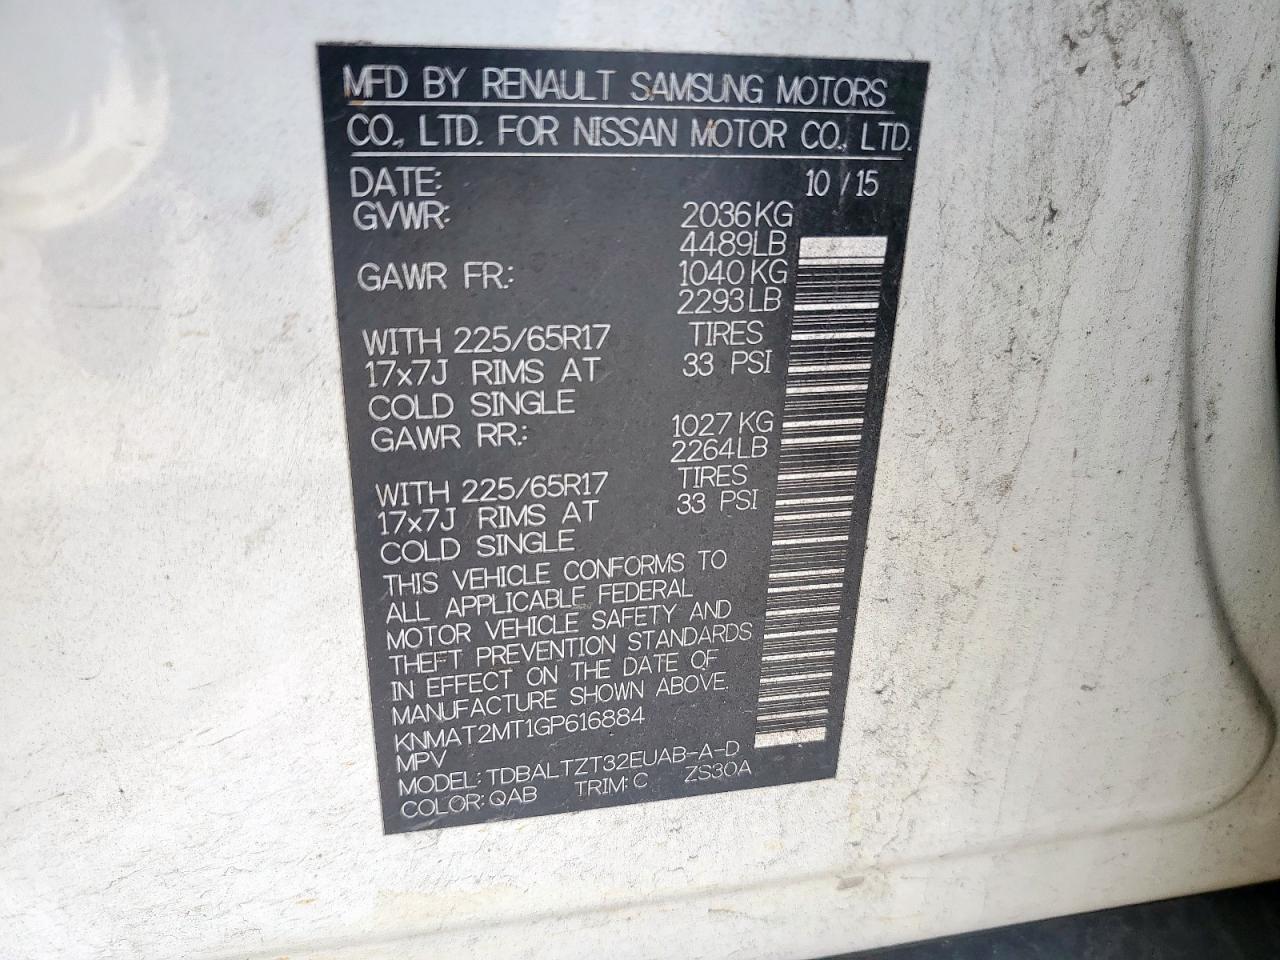 MFD BY RENAULT SAMSUNG MOTORS
CO., LTD. FOR NISSAN MOTOR CO., LTD.
DATE: 10 / 15
GVWR: 2036KG
4489LB
GAWR FR.: 1040KG
2293LB
WITH 225/65R17 TIRES
17x7J RIMS AT 33 PSI
COLD SINGLE
GAWR RR.: 1027KG
2264LB
WITH 225/65R17 TIRES
17x7J RIMS AT 33 PSI
COLD SINGLE
THIS VEHICLE CONFORMS TO
ALL APPLICABLE FEDERAL
MOTOR VEHICLE SAFETY AND
THEFT PREVENTION STANDARDS
IN EFFECT ON THE DATE OF
MANUFACTURE SHOWN ABOVE.
KNMAT2MT1GP616884
MPV
MODEL: TDBALTZT32EUAB-A-D
COLOR: QAB TRIM: C ZS30A